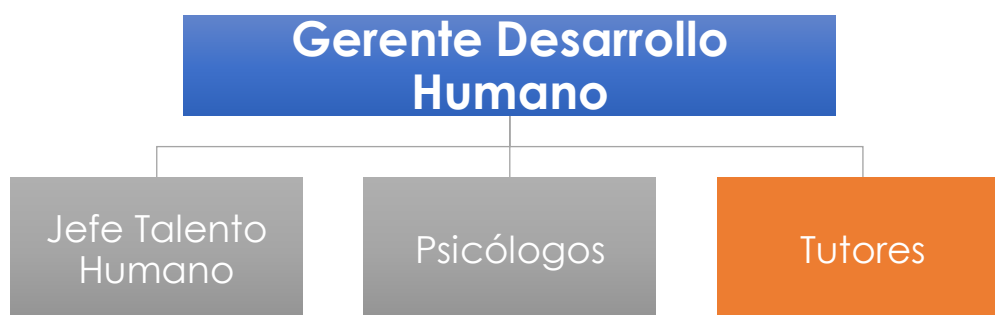 Gerente Desarrollo
Humano
Jefe Talento
Humano
Psicólogos
Tutores